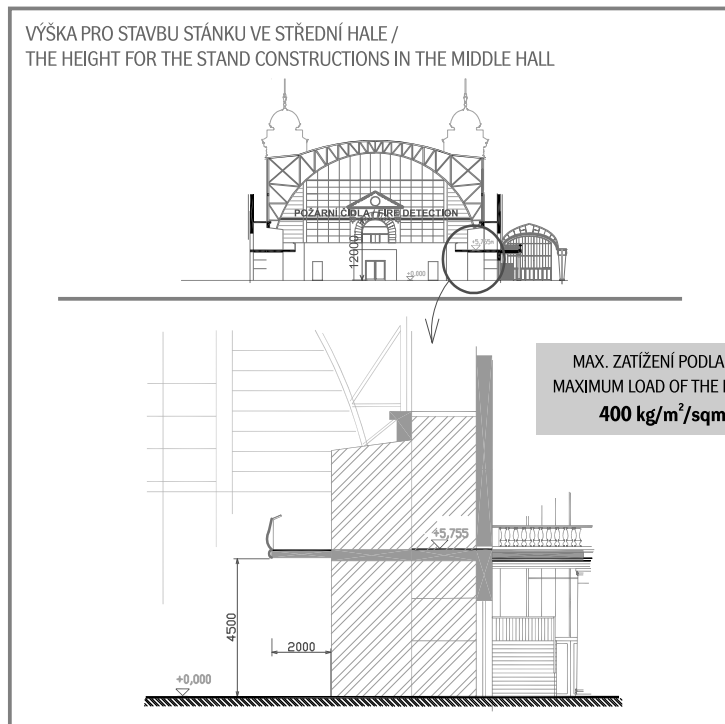 VÝŠKA PRO STAVBU STÁNKU VE STŘEDNÍ HALE /
THE HEIGHT FOR THE STAND CONSTRUCTIONS IN THE MIDDLE HALL
POŽÁRNÍ ČIDLA / FIRE DETECTION
12000
+5,755m
±0,000
MAX. ZATÍŽENÍ PODLA
MAXIMUM LOAD OF THE
400 kg/m²/sqm
+5,755
4500
2000
±0,000